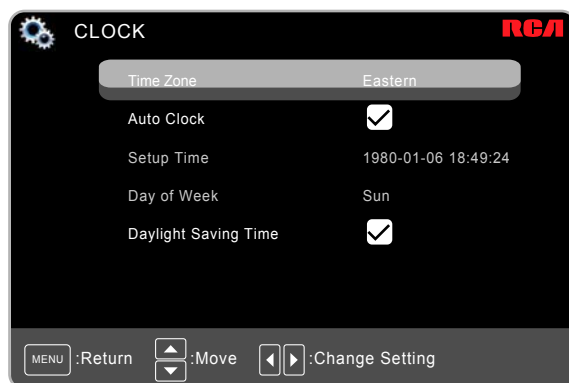 CLOCK RCA
Time Zone Eastern
Auto Clock
Setup Time 1980-01-06 18:49:24
Day of Week Sun
Daylight Saving Time
MENU :Return :Move :Change Setting